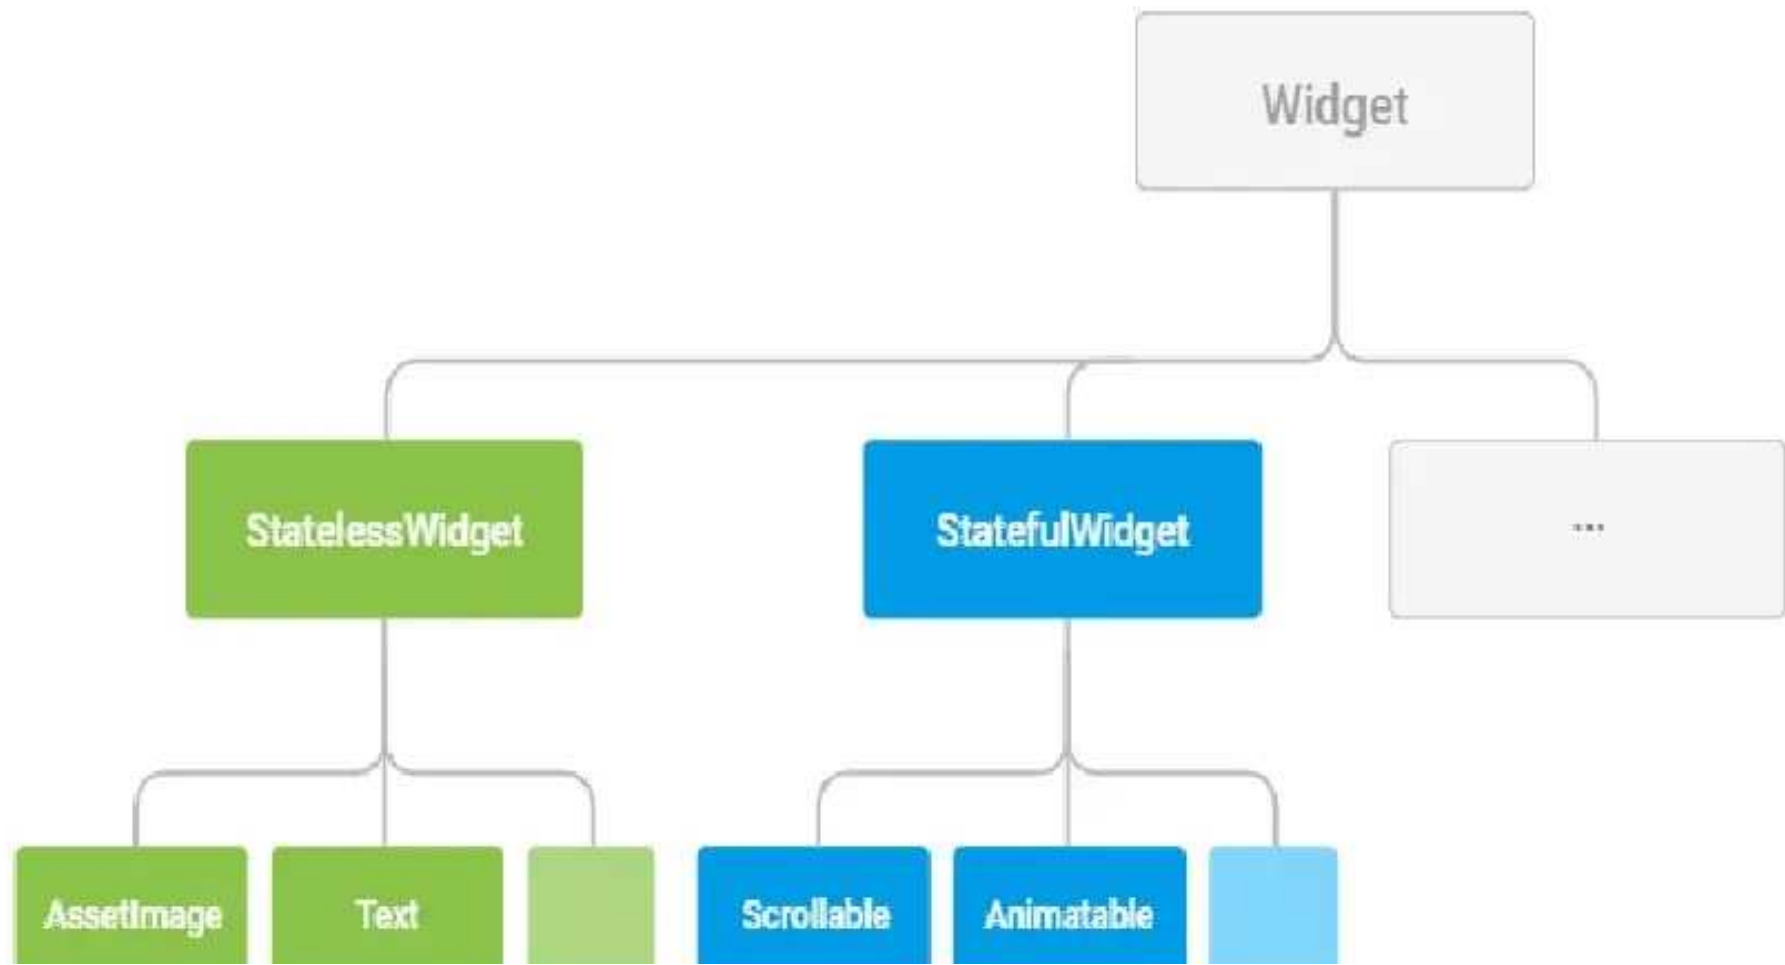 Widget
StatelessWidget
StatefulWidget
...
AssetImage
Text
Scrollable
Animatable